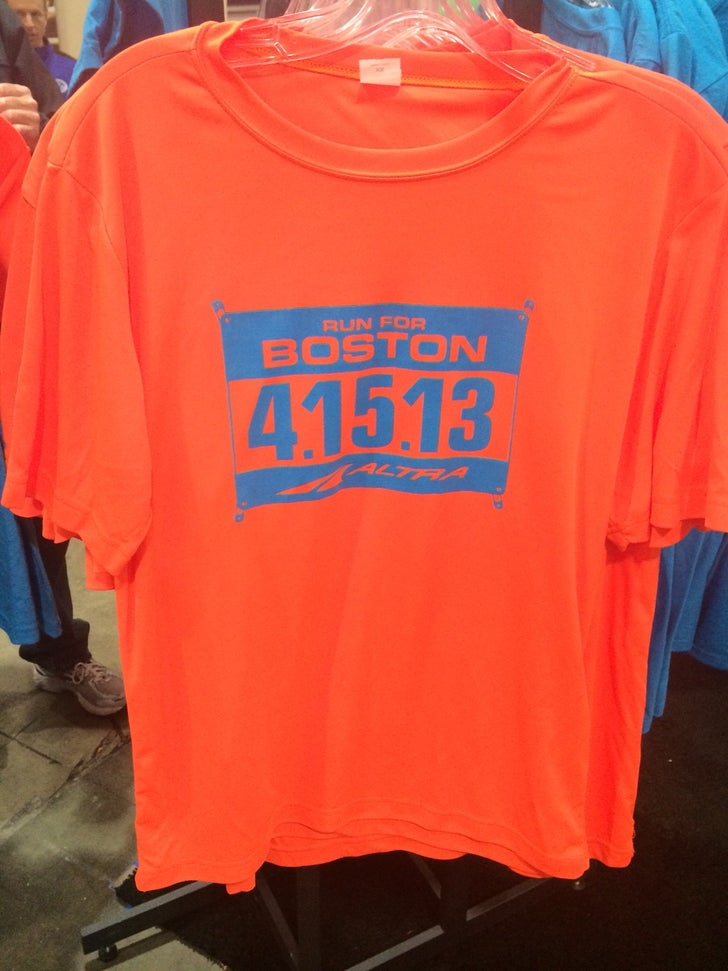 RUN FOR
BOSTON
4.15.13
ALTRA